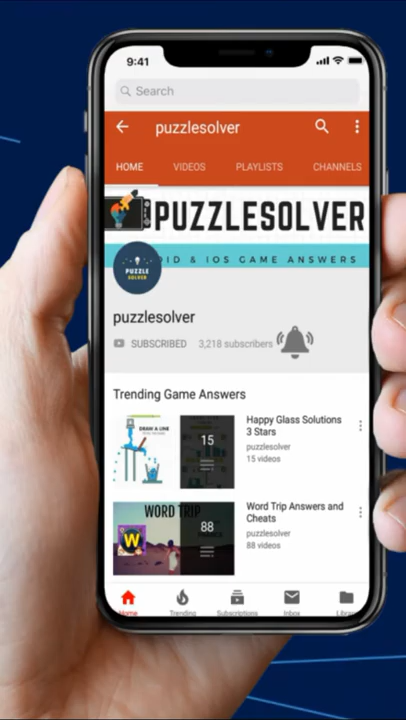 9:41
Search
puzzlesolver
HOME VIDEOS PLAYLISTS CHANNELS
PUZZLESOLVER
OID & IOS GAME ANSWERS
PUZZLE
SOLVER
puzzlesolver
SUBSCRIBED 3,218 subscribers
Trending Game Answers
DRAW A LINE
15
Happy Glass Solutions
3 Stars
puzzlesolver
15 videos
WORD TRIP
W
88
Word Trip Answers and
Cheats
puzzlesolver
88 videos
Home Trending Subscriptions Inbox Librar